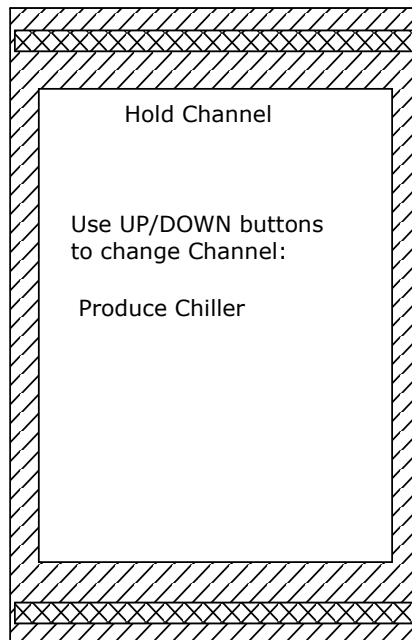 Hold Channel
Use UP/DOWN buttons
to change Channel:
Produce Chiller